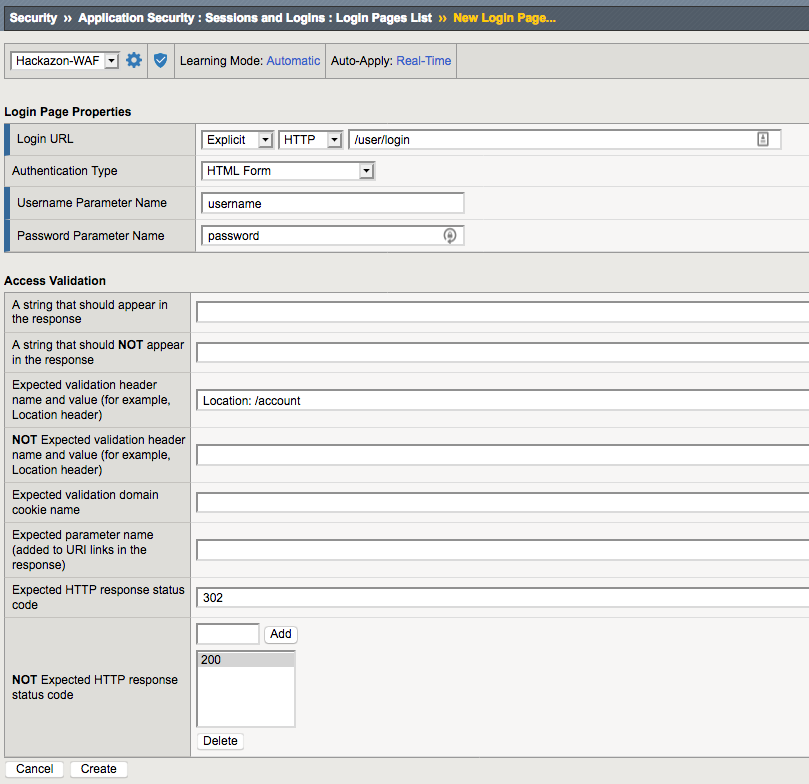 Security ›› Application Security : Sessions and Logins : Login Pages List ›› New Login Page...
Hackazon-WAF Learning Mode: Automatic Auto-Apply: Real-Time
Login Page Properties
Login URL Explicit HTTP /user/login
Authentication Type HTML Form
Username Parameter Name username
Password Parameter Name password
Access Validation
A string that should appear in
the response
A string that should NOT appear
in the response
Expected validation header
name and value (for example,
Location header)
Location: /account
NOT Expected validation header
name and value (for example,
Location header)
Expected validation domain
cookie name
Expected parameter name
(added to URI links in the
response)
Expected HTTP response status
code
302
Add
200
NOT Expected HTTP response
status code
Delete
Cancel Create